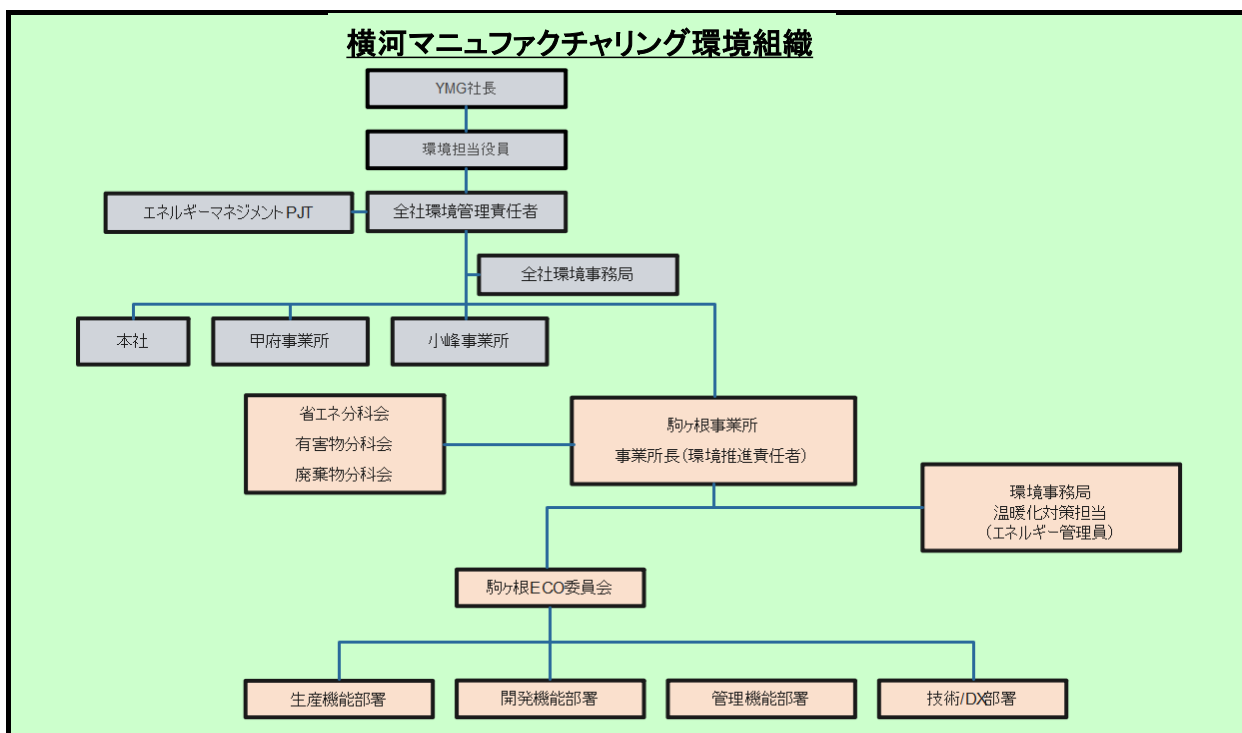 横河マニュファクチャリング環境組織
YMG社長
環境担当役員
エネルギーマネジメントPJT
全社環境管理責任者
全社環境事務局
本社
甲府事業所
小峰事業所
省エネ分科会
有害物分科会
廃棄物分科会
駒ヶ根事業所
事業所長(環境推進責任者)
環境事務局
温暖化対策担当
(エネルギー管理員)
駒ヶ根ECO委員会
生産機能部署
開発機能部署
管理機能部署
技術/DX部署